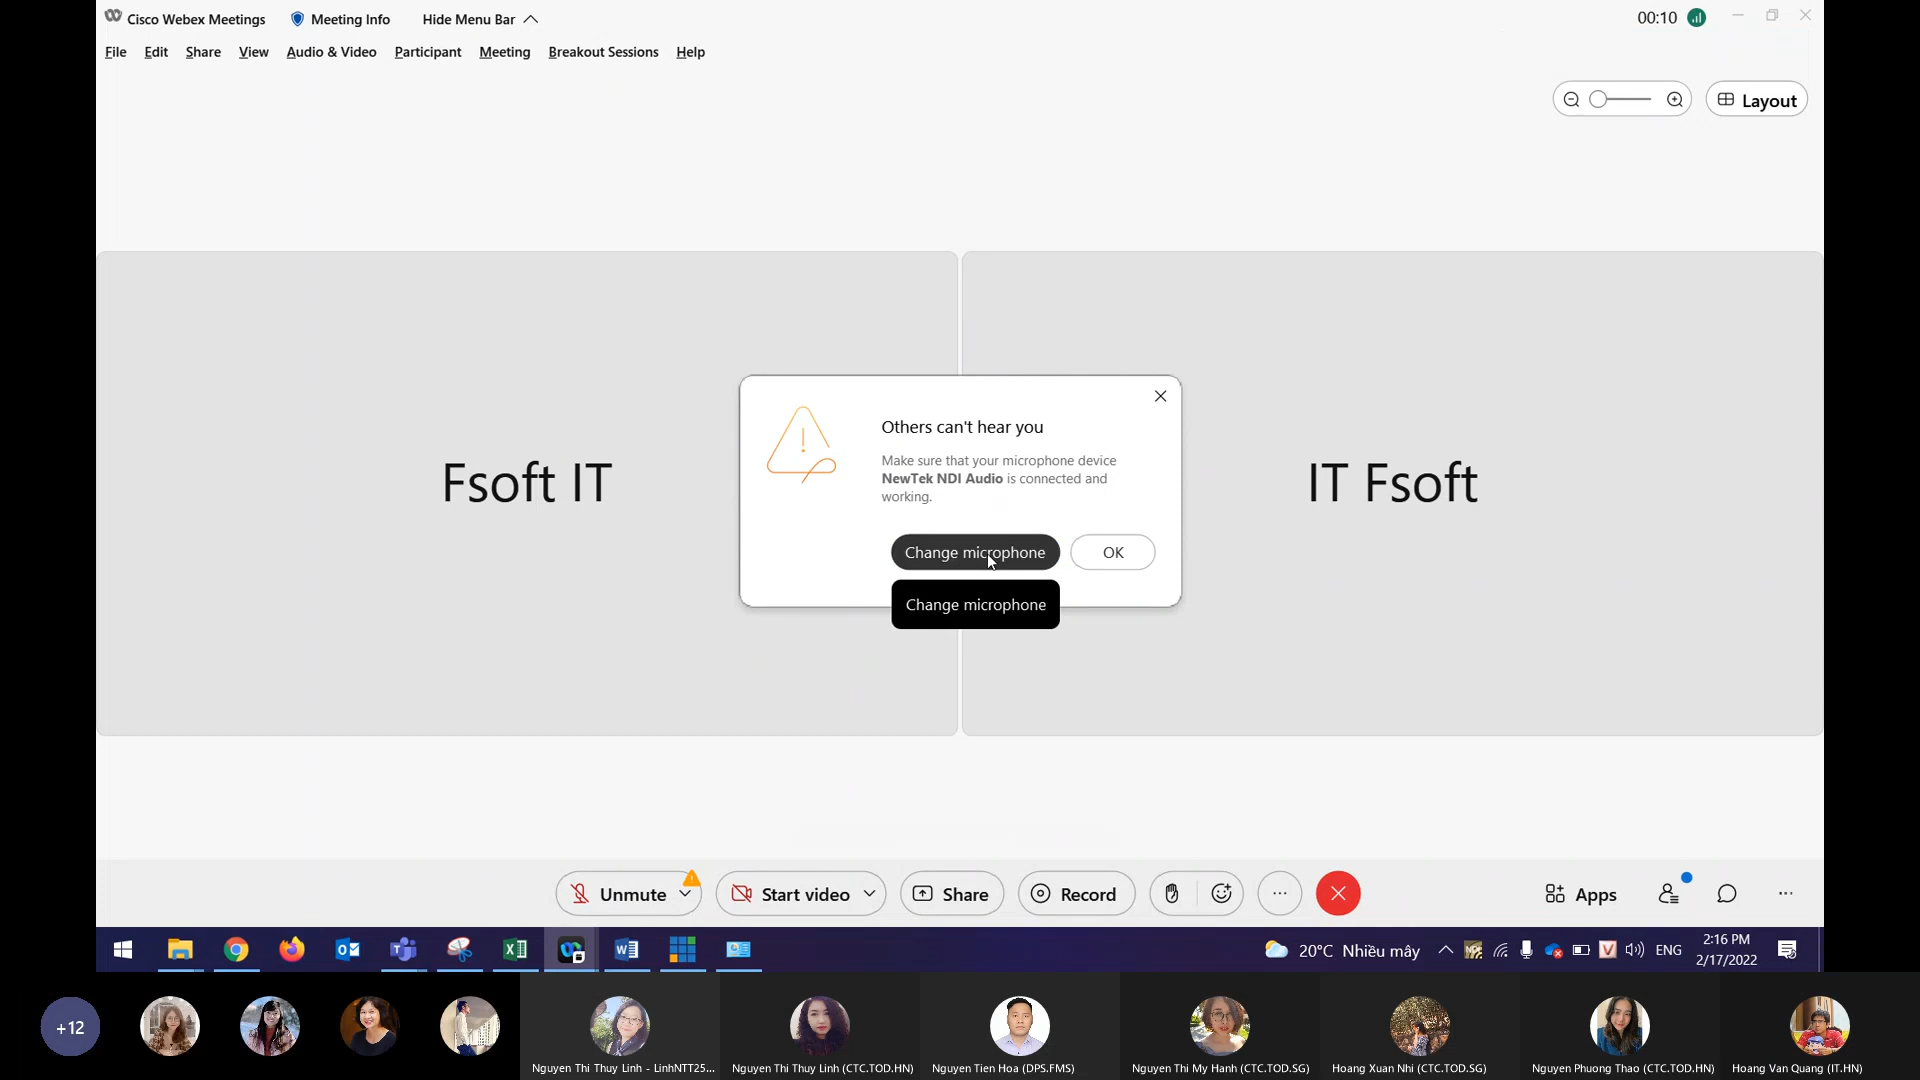 Cisco Webex Meetings
Meeting Info
Hide Menu Bar
00:10
File Edit Share View Audio & Video Participant Meeting Breakout Sessions Help
Layout
Fsoft IT
IT Fsoft
Others can't hear you
Make sure that your microphone device
NewTek NDI Audio is connected and
working.
Change microphone
OK
Change microphone
Unmute
Start video
Share
Record
Apps
20°C Nhiều mây
ENG
2:16 PM
2/17/2022
+12
Nguyen Thi Thuy Linh - LinhNTT25...
Nguyen Thi Thuy Linh (CTC.TOD.HN)
Nguyen Tien Hoa (DPS.FMS)
Nguyen Thi My Hanh (CTC.TOD.SG)
Hoang Xuan Nhi (CTC.TOD.SG)
Nguyen Phuong Thao (CTC.TOD.HN)
Hoang Van Quang (IT.HN)